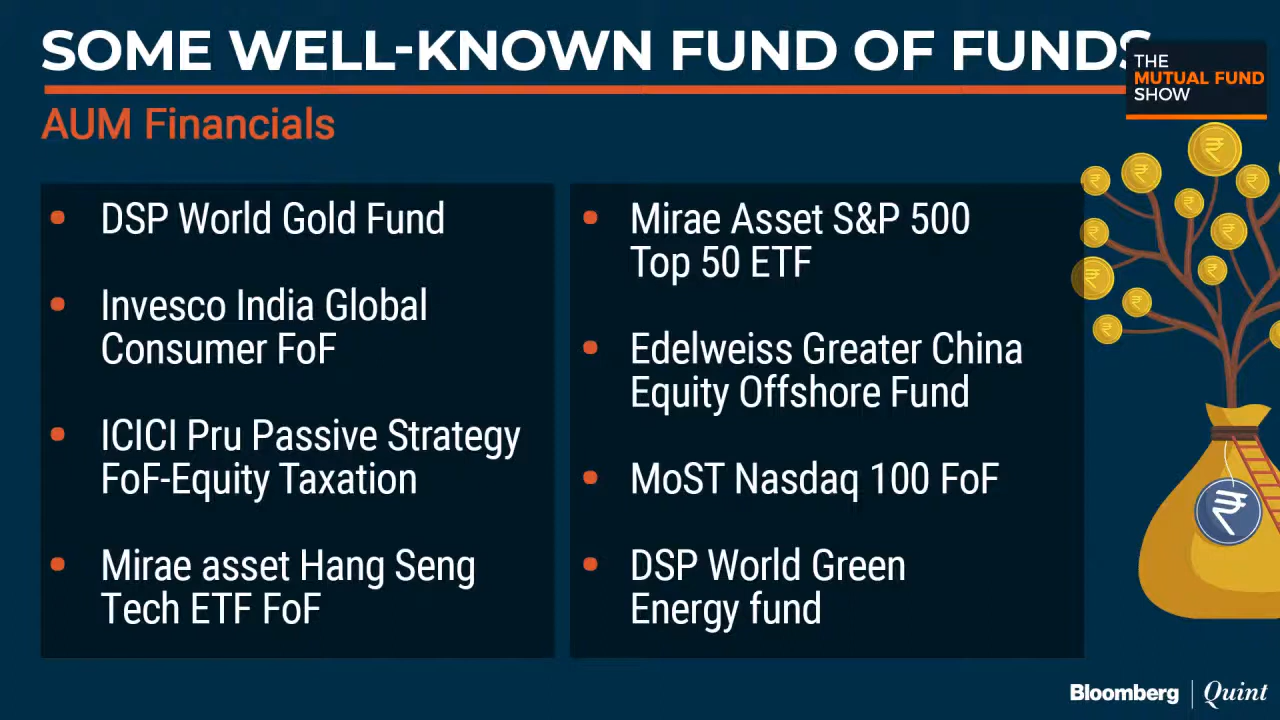 SOME WELL-KNOWN FUND OF FUNDS
THE
MUTUAL FUND
SHOW
AUM Financials
• DSP World Gold Fund
• Invesco India Global
Consumer FoF
• ICICI Pru Passive Strategy
FoF-Equity Taxation
• Mirae asset Hang Seng
Tech ETF FoF
• Mirae Asset S&P 500
Top 50 ETF
• Edelweiss Greater China
Equity Offshore Fund
• MoST Nasdaq 100 FoF
• DSP World Green
Energy fund
Bloomberg | Quint